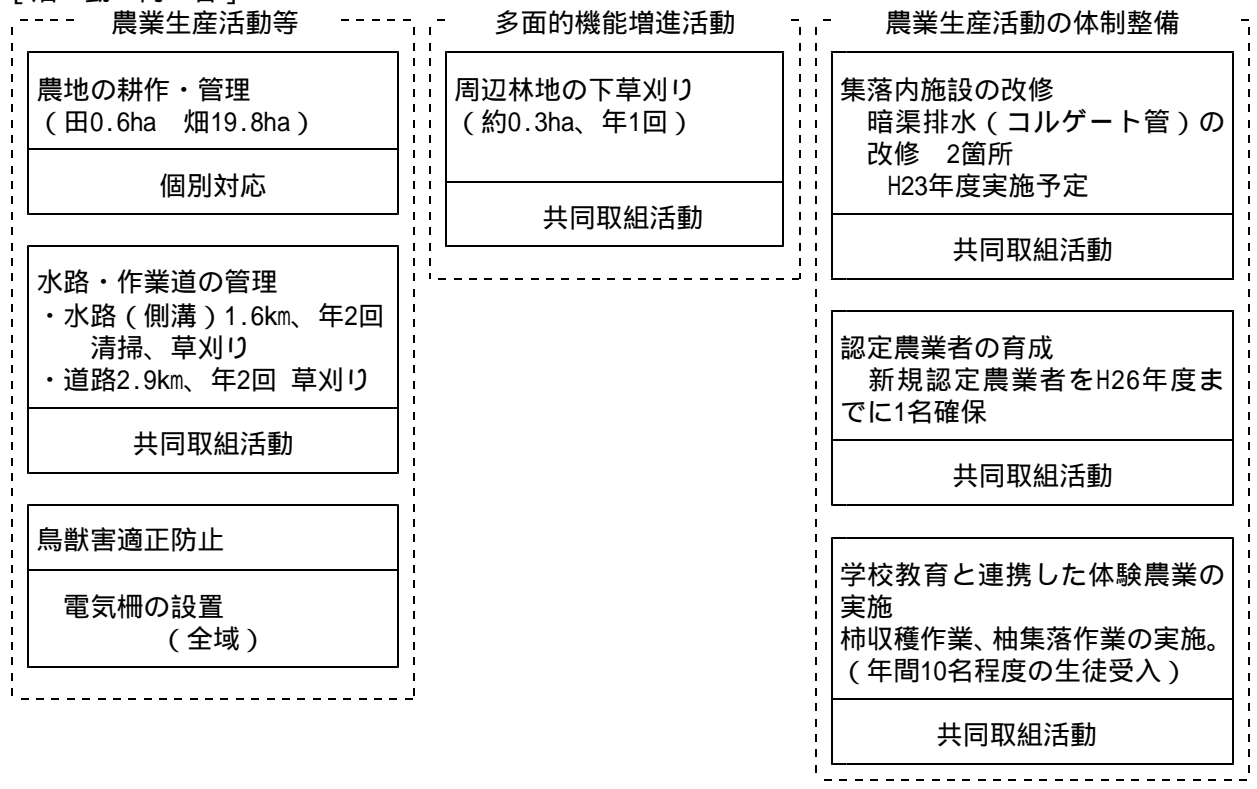 農業生産活動等
農地の耕作・管理
(田0.6ha 畑19.8ha)
個別対応
水路・作業道の管理
・水路(側溝)1.6km、年2回
清掃、草刈り
・道路2.9km、年2回 草刈り
共同取組活動
鳥獣害適正防止
電気柵の設置
(全域)
多面的機能増進活動
周辺林地の下草刈り
(約0.3ha、年1回)
共同取組活動
農業生産活動の体制整備
集落内施設の改修
暗渠排水(コルゲート管)の
改修 2箇所
H23年度実施予定
共同取組活動
認定農業者の育成
新規認定農業者をH26年度ま
でに1名確保
共同取組活動
学校教育と連携した体験農業の
実施
柿収穫作業、柚集落作業の実施。
(年間10名程度の生徒受入)
共同取組活動